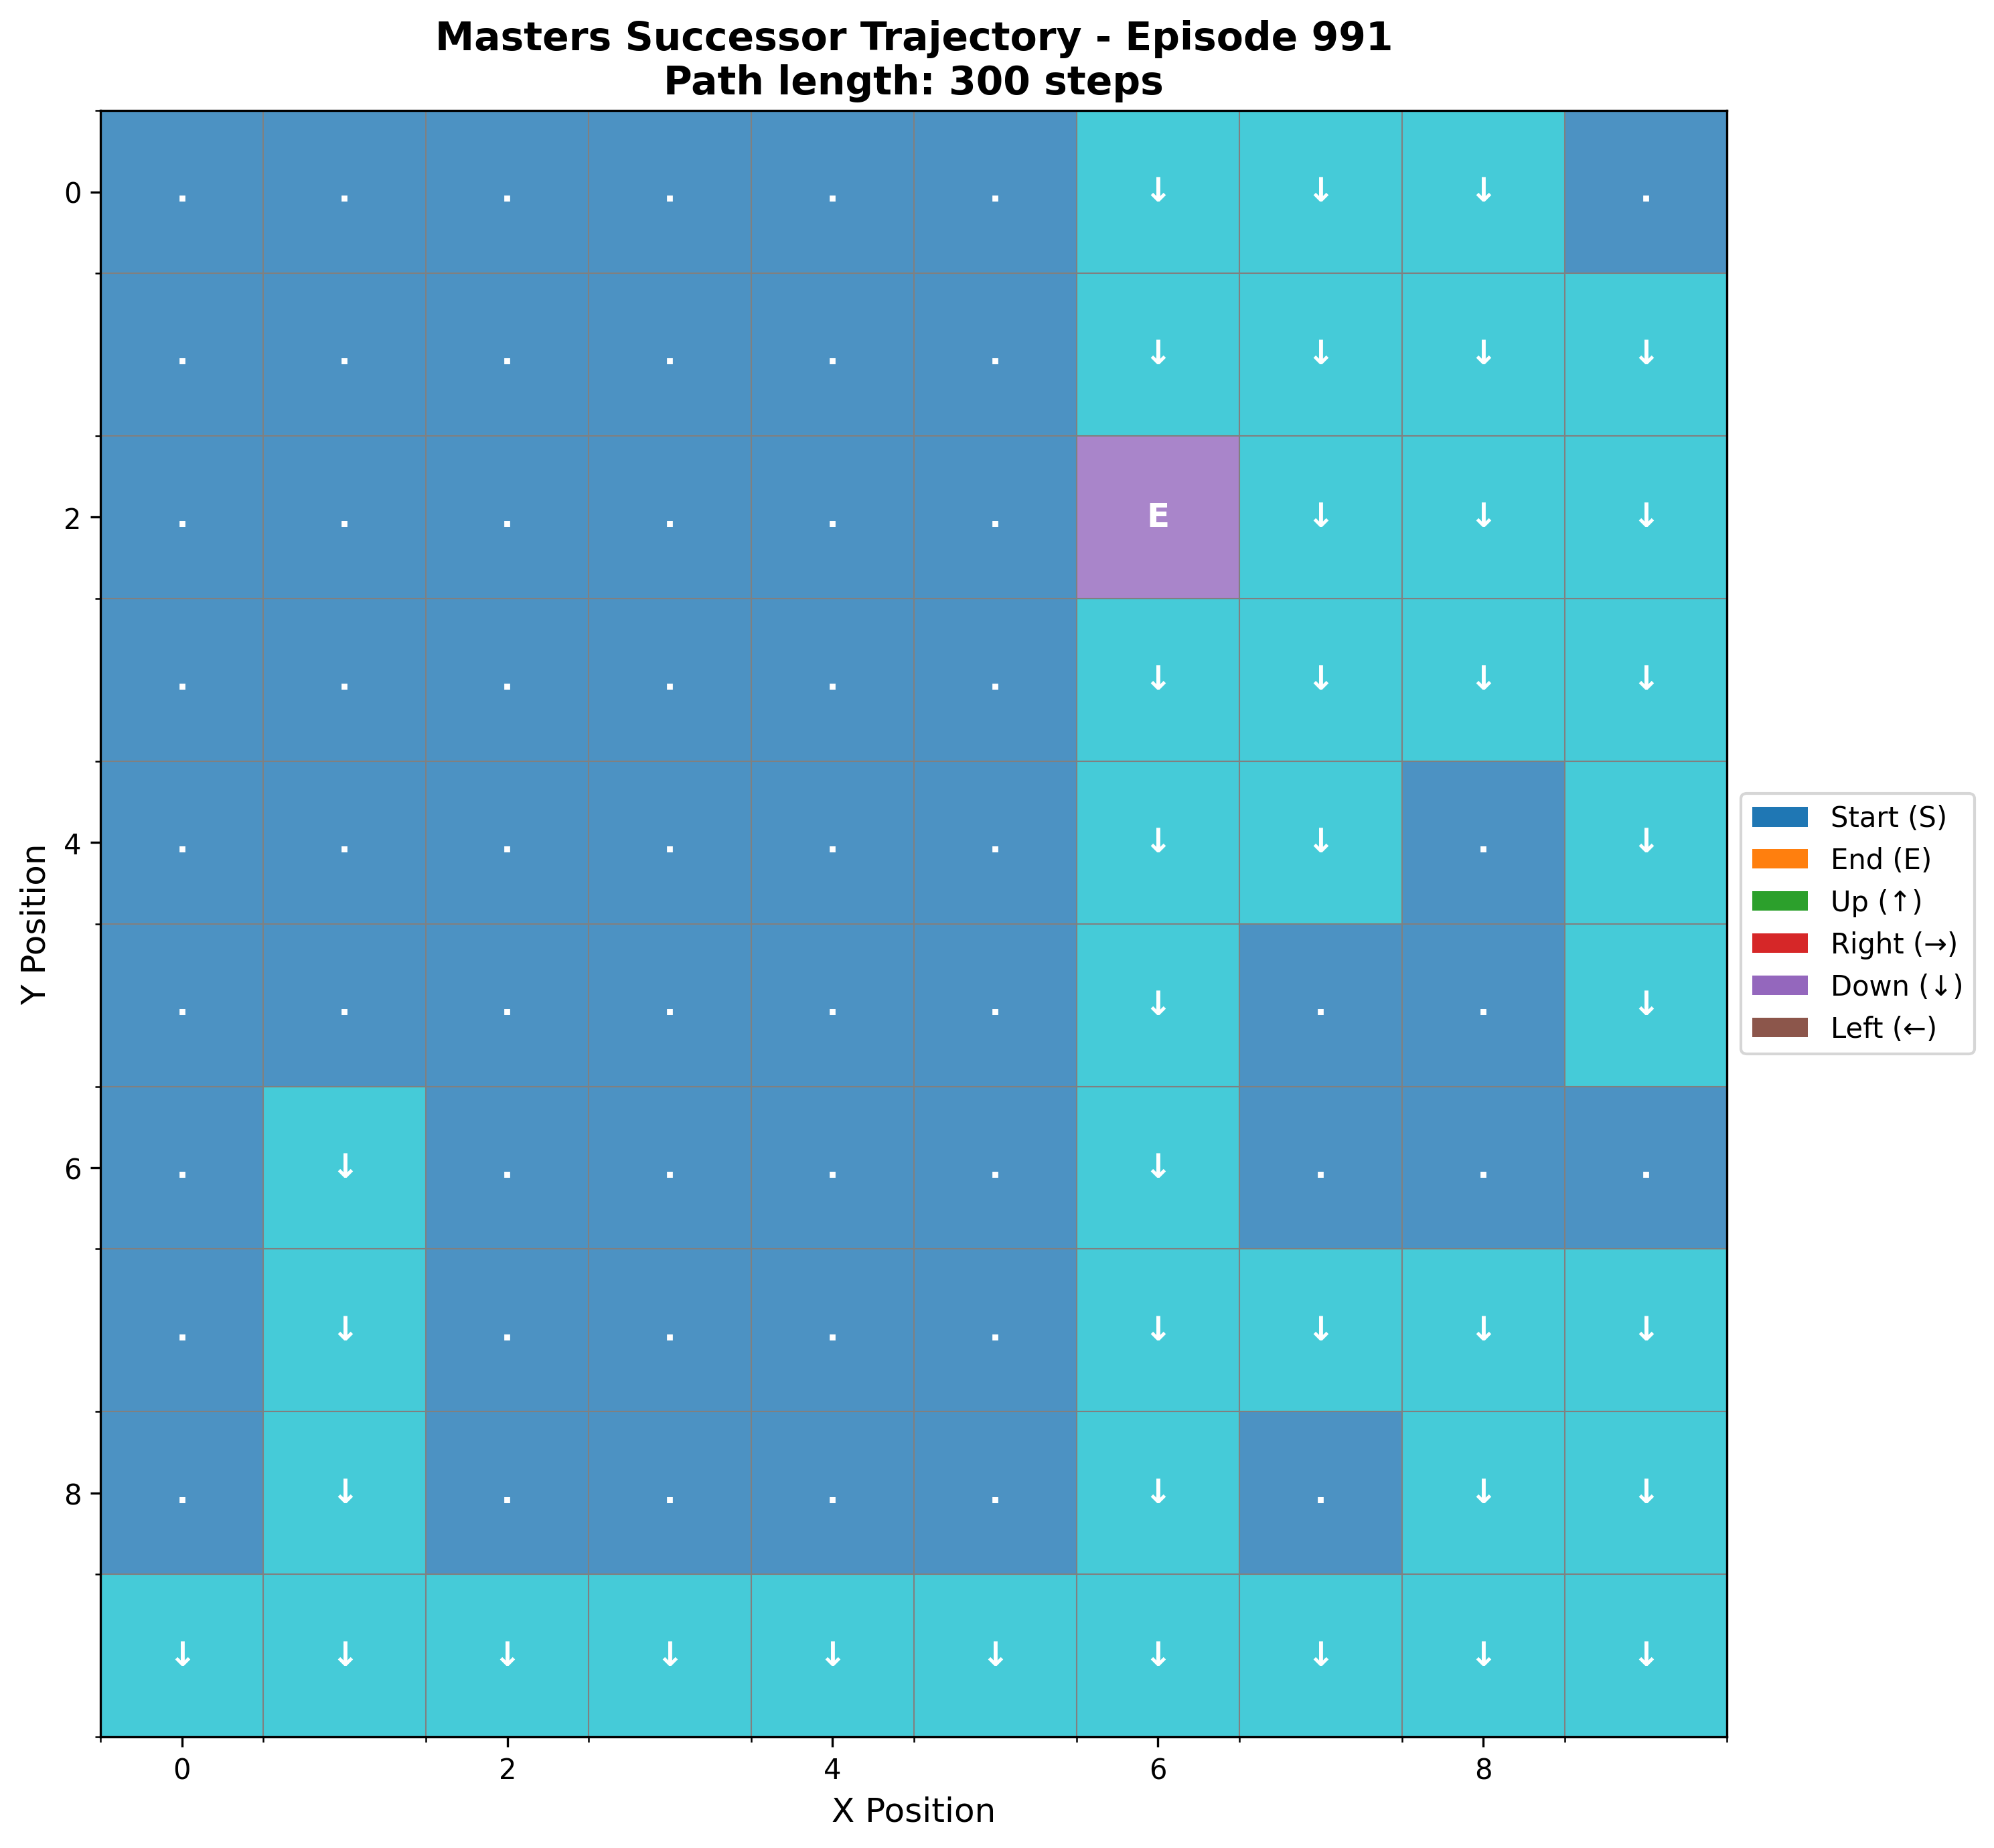 Masters Successor Trajectory - Episode 991
Path length: 300 steps
0 . . . . . . ↓ ↓ ↓ .
. . . . . . ↓ ↓ ↓ ↓
2 . . . . . . E ↓ ↓ ↓
. . . . . . ↓ ↓ ↓ ↓
4 . . . . . . ↓ ↓ . ↓
. . . . . . ↓ . . ↓
6 . ↓ . . . . ↓ . . .
. ↓ . . . . ↓ ↓ ↓ ↓
8 . ↓ . . . . ↓ . ↓ ↓
↓ ↓ ↓ ↓ ↓ ↓ ↓ ↓ ↓ ↓
0 2 4 6 8
X Position
Y Position
Start (S)
End (E)
Up (↑)
Right (→)
Down (↓)
Left (←)